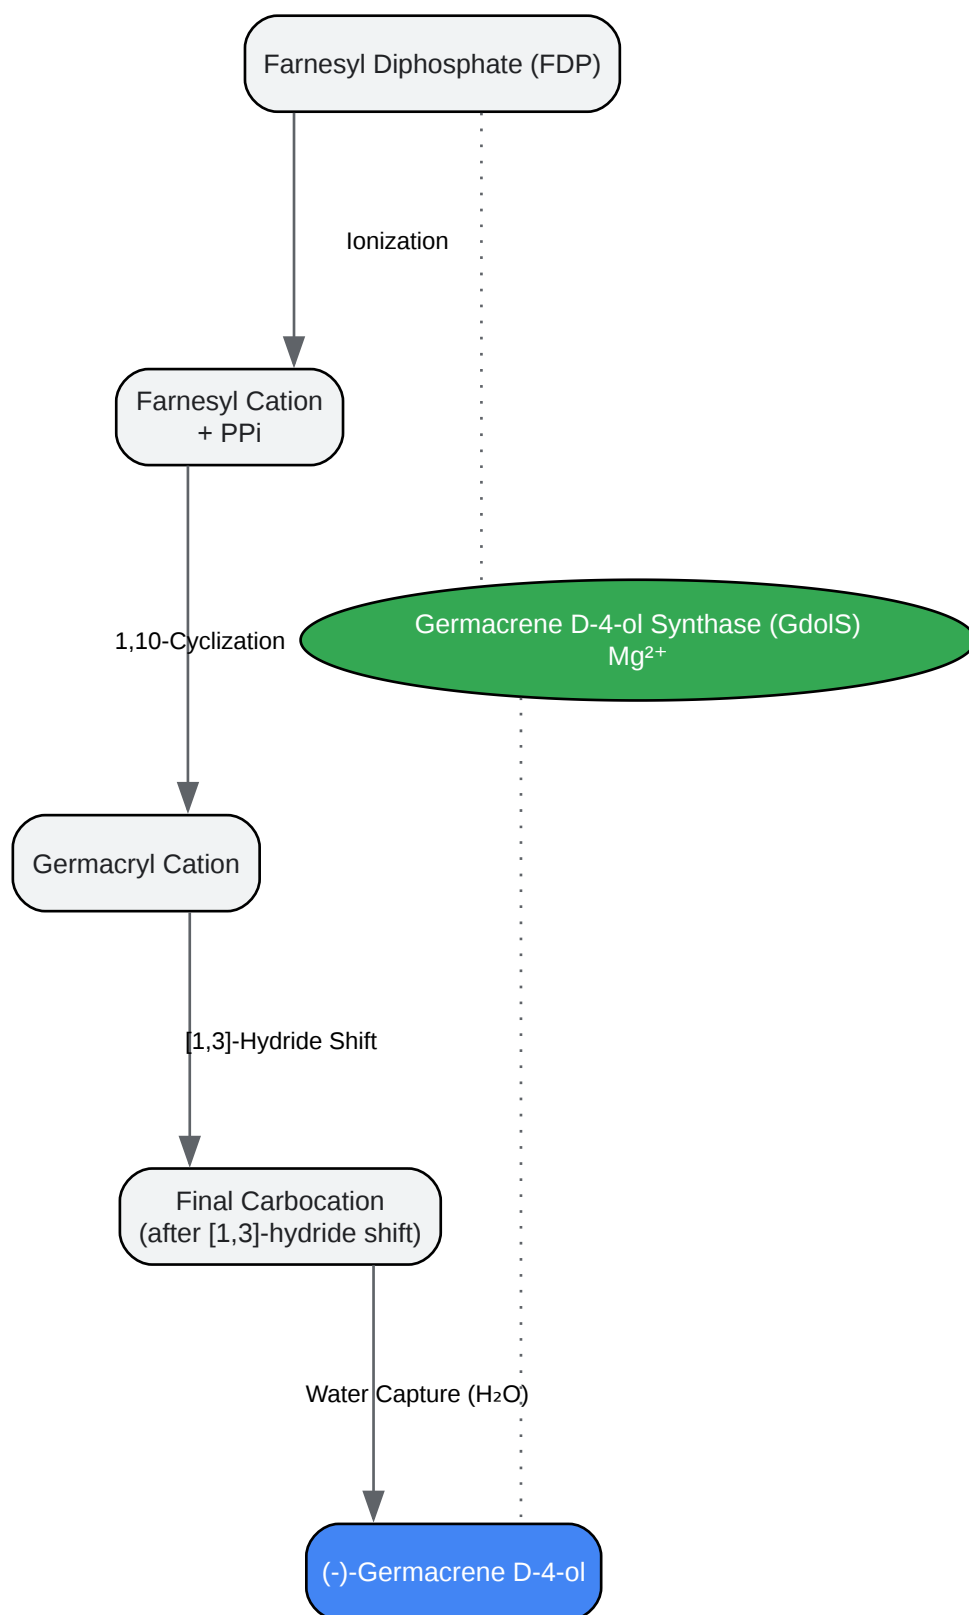 Farnesyl Diphosphate (FDP)
Ionization
Farnesyl Cation
+ PPi
1,10-Cyclization
Germacrene D-4-ol Synthase (GdolS)
Mg²⁺
Germacryl Cation
[1,3]-Hydride Shift
Final Carbocation
(after [1,3]-hydride shift)
Water Capture (H₂O)
(-)-Germacrene D-4-ol